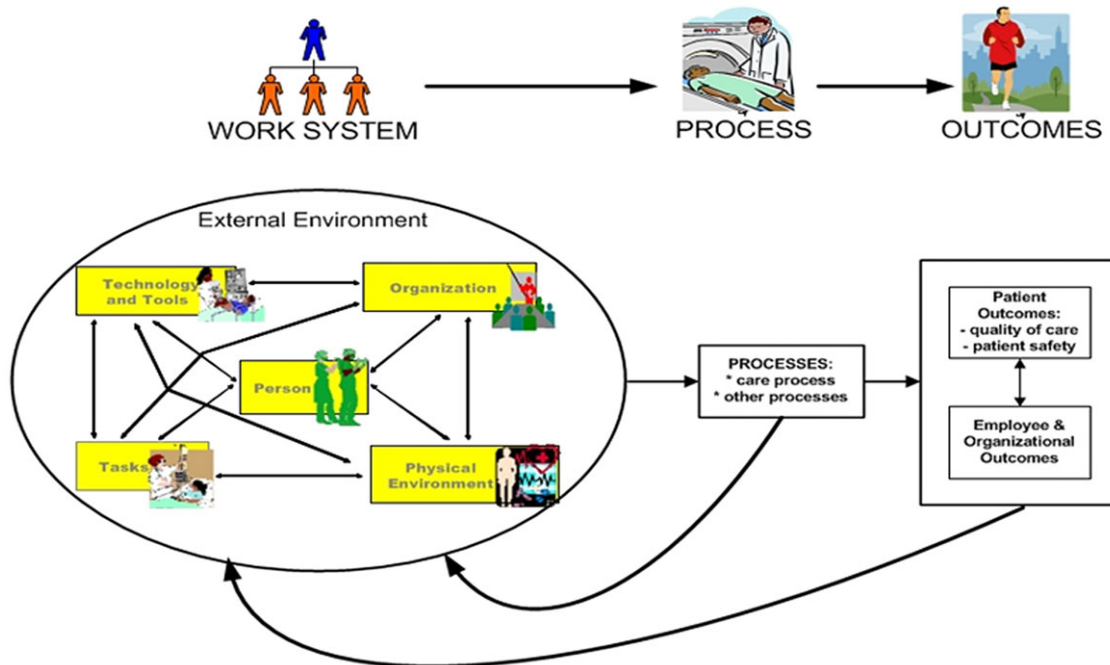 WORK SYSTEM
PROCESS
OUTCOMES
External Environment
Technology
and Tools
Organization
Person
Tasks
Physical
Environment
PROCESSES:
* care process
* other processes
Patient
Outcomes:
- quality of care
- patient safety
Employee &
Organizational
Outcomes